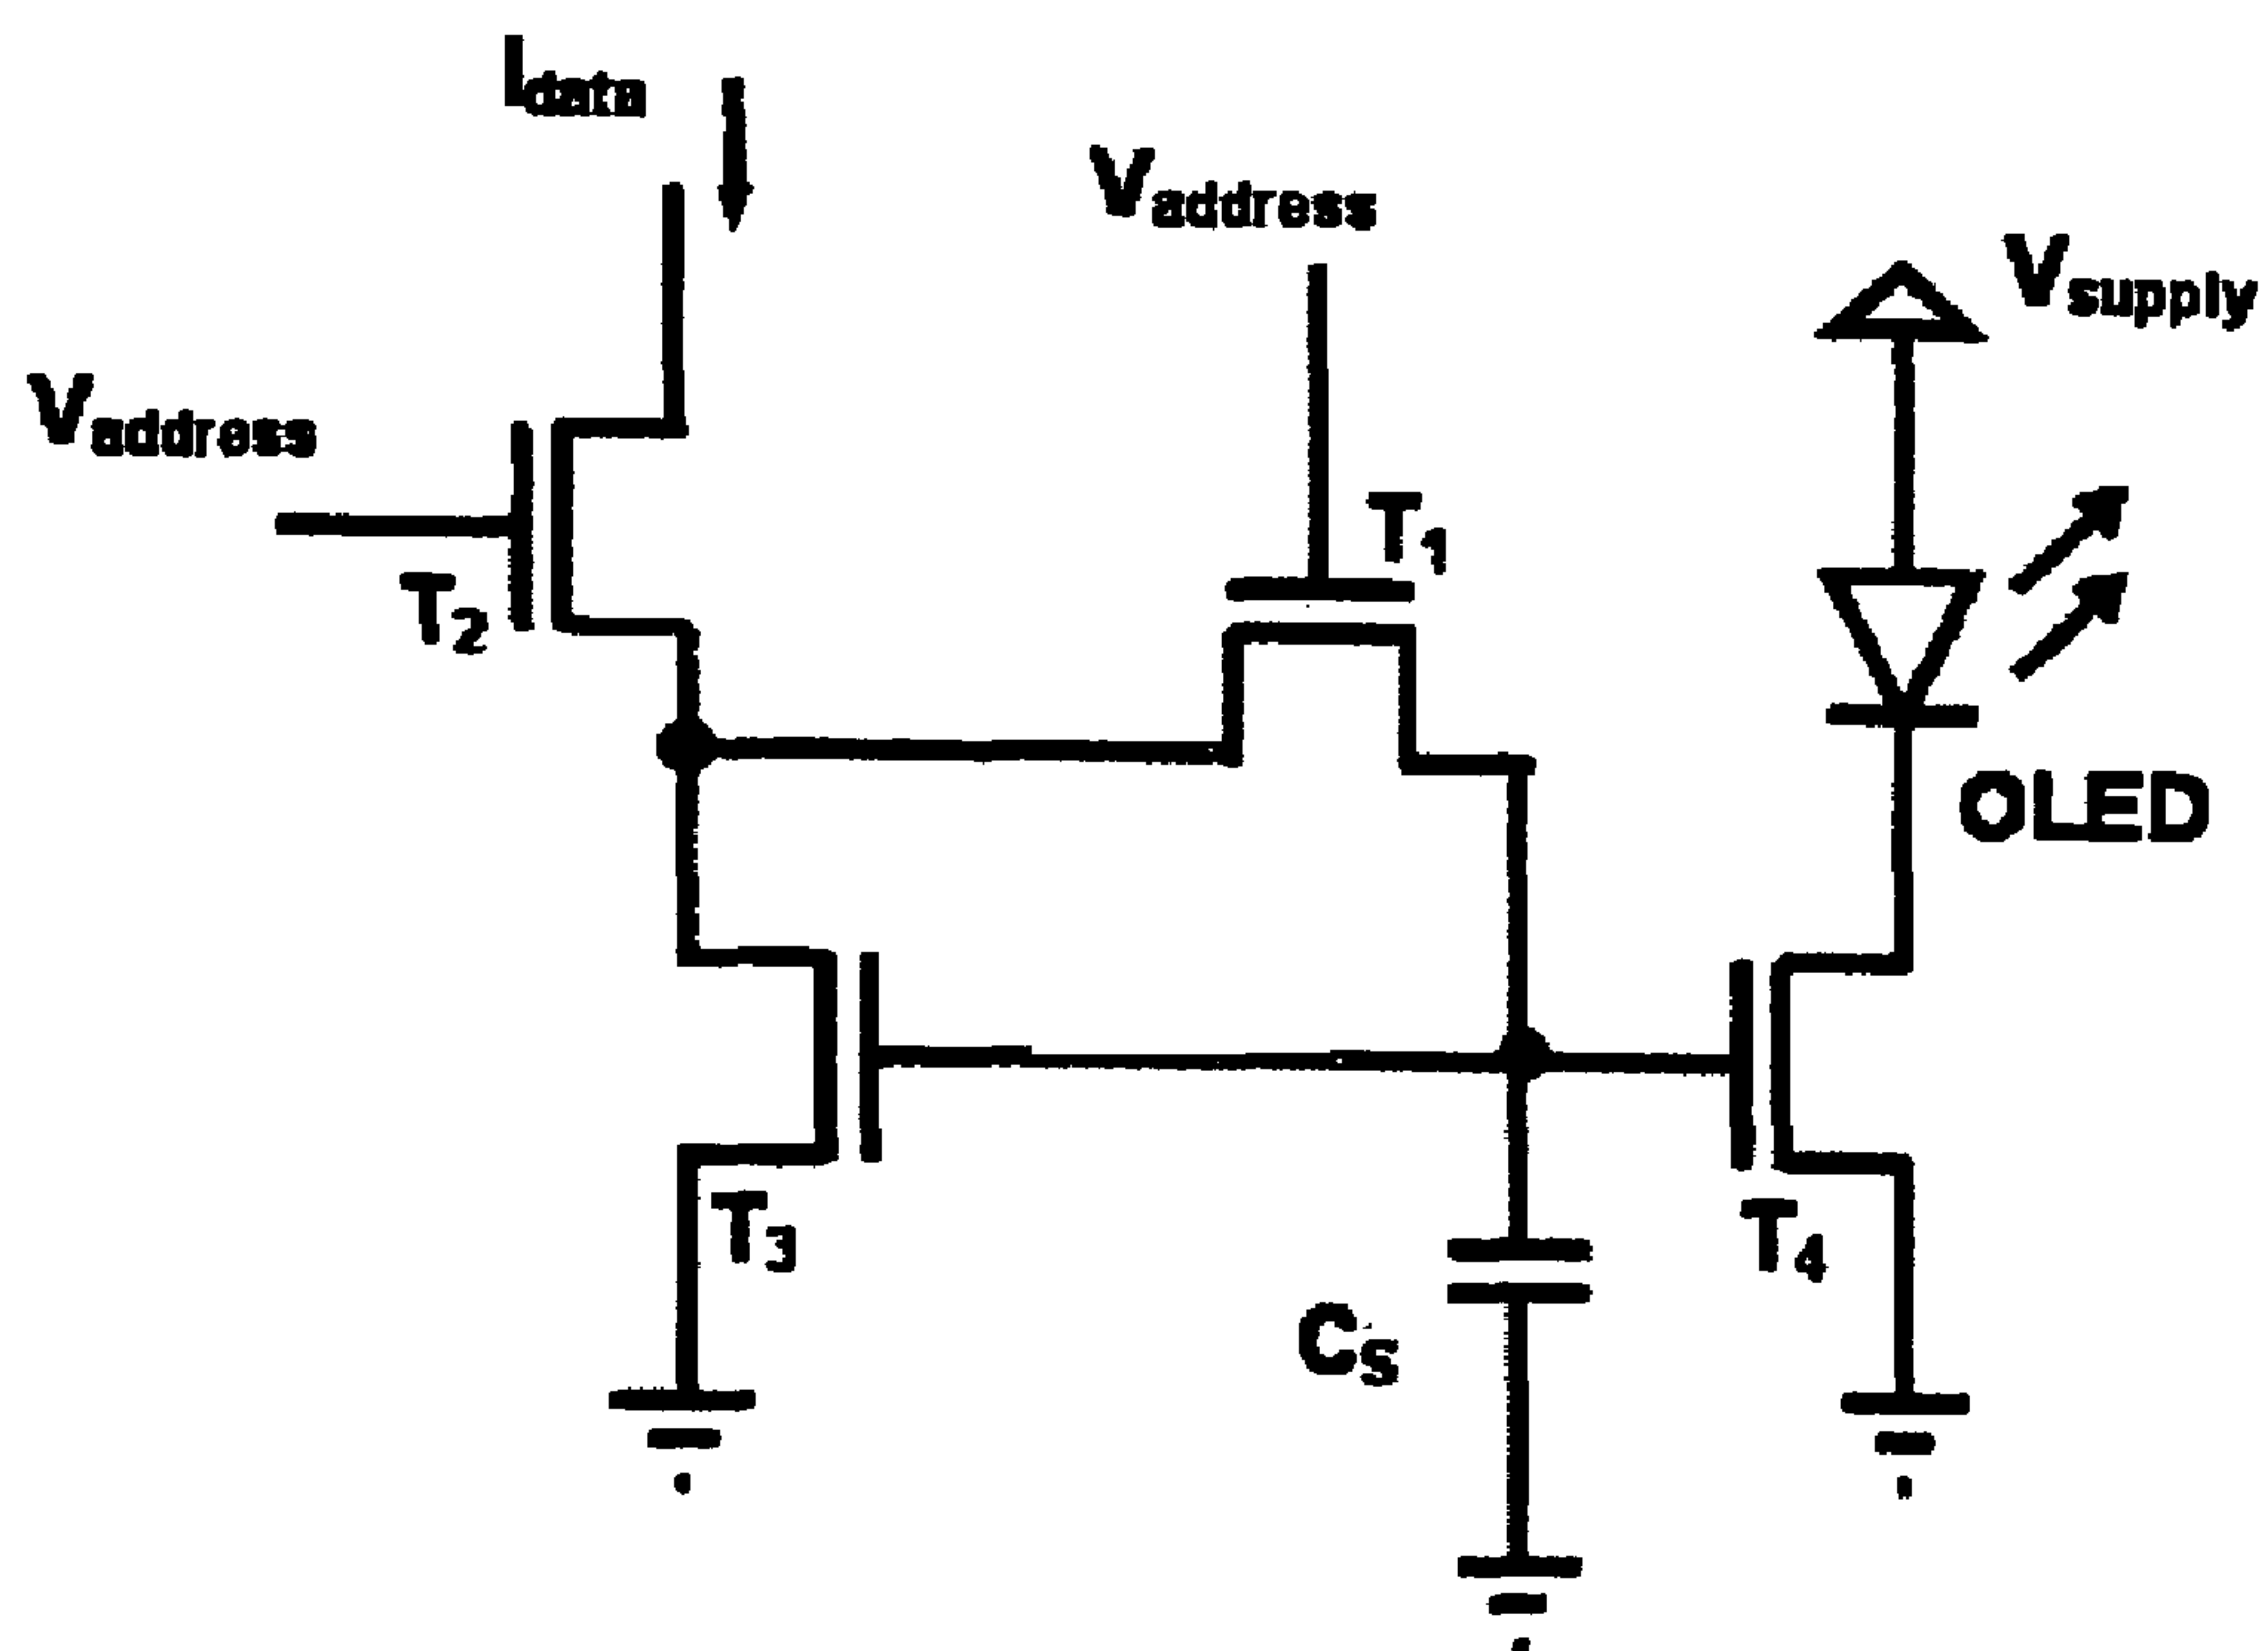 Idata
Vaddress
Vsupply
Vaddress
T1
T2
OLED
T3
T4
Cs